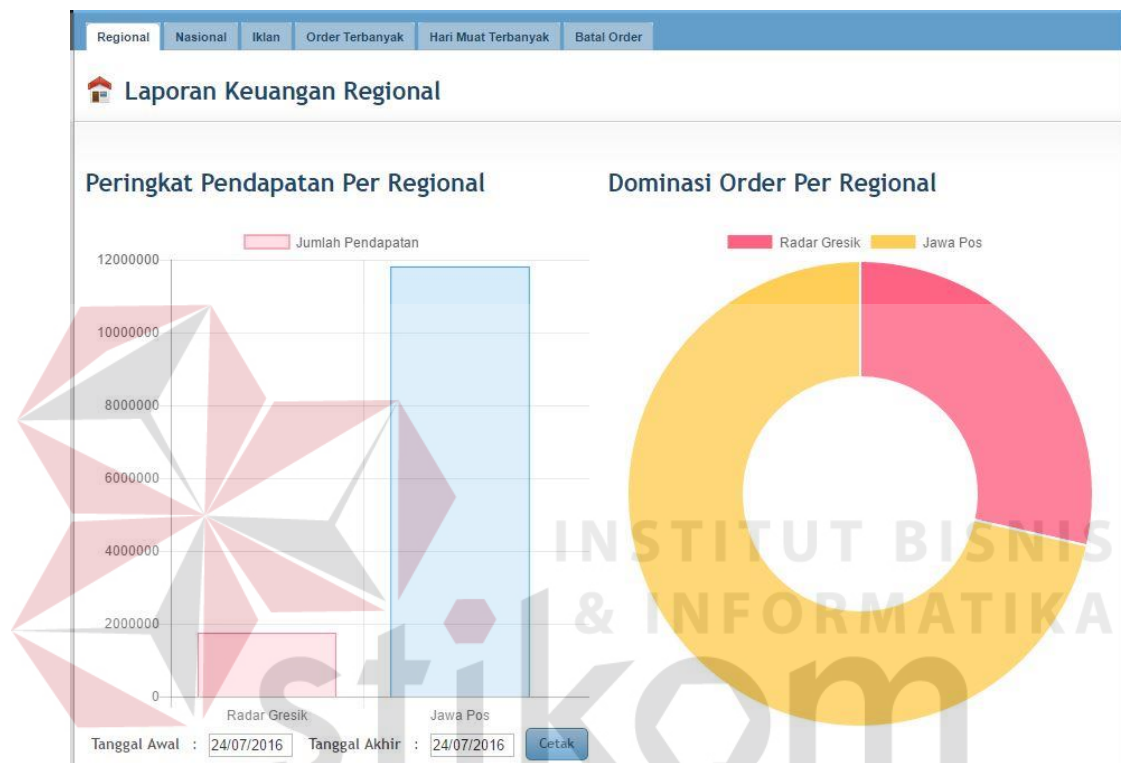 Regional Nasional Iklan Order Terbanyak Hari Muat Terbanyak Batal Order
Laporan Keuangan Regional
Peringkat Pendapatan Per Regional
Jumlah Pendapatan
12000000
10000000
8000000
6000000
4000000
2000000
0
Radar Gresik Jawa Pos
Tanggal Awal : 24/07/2016 Tanggal Akhir : 24/07/2016 Cetak
Dominasi Order Per Regional
Radar Gresik Jawa Pos
INSTITUT BISNIS
& INFORMATIKA
stikom